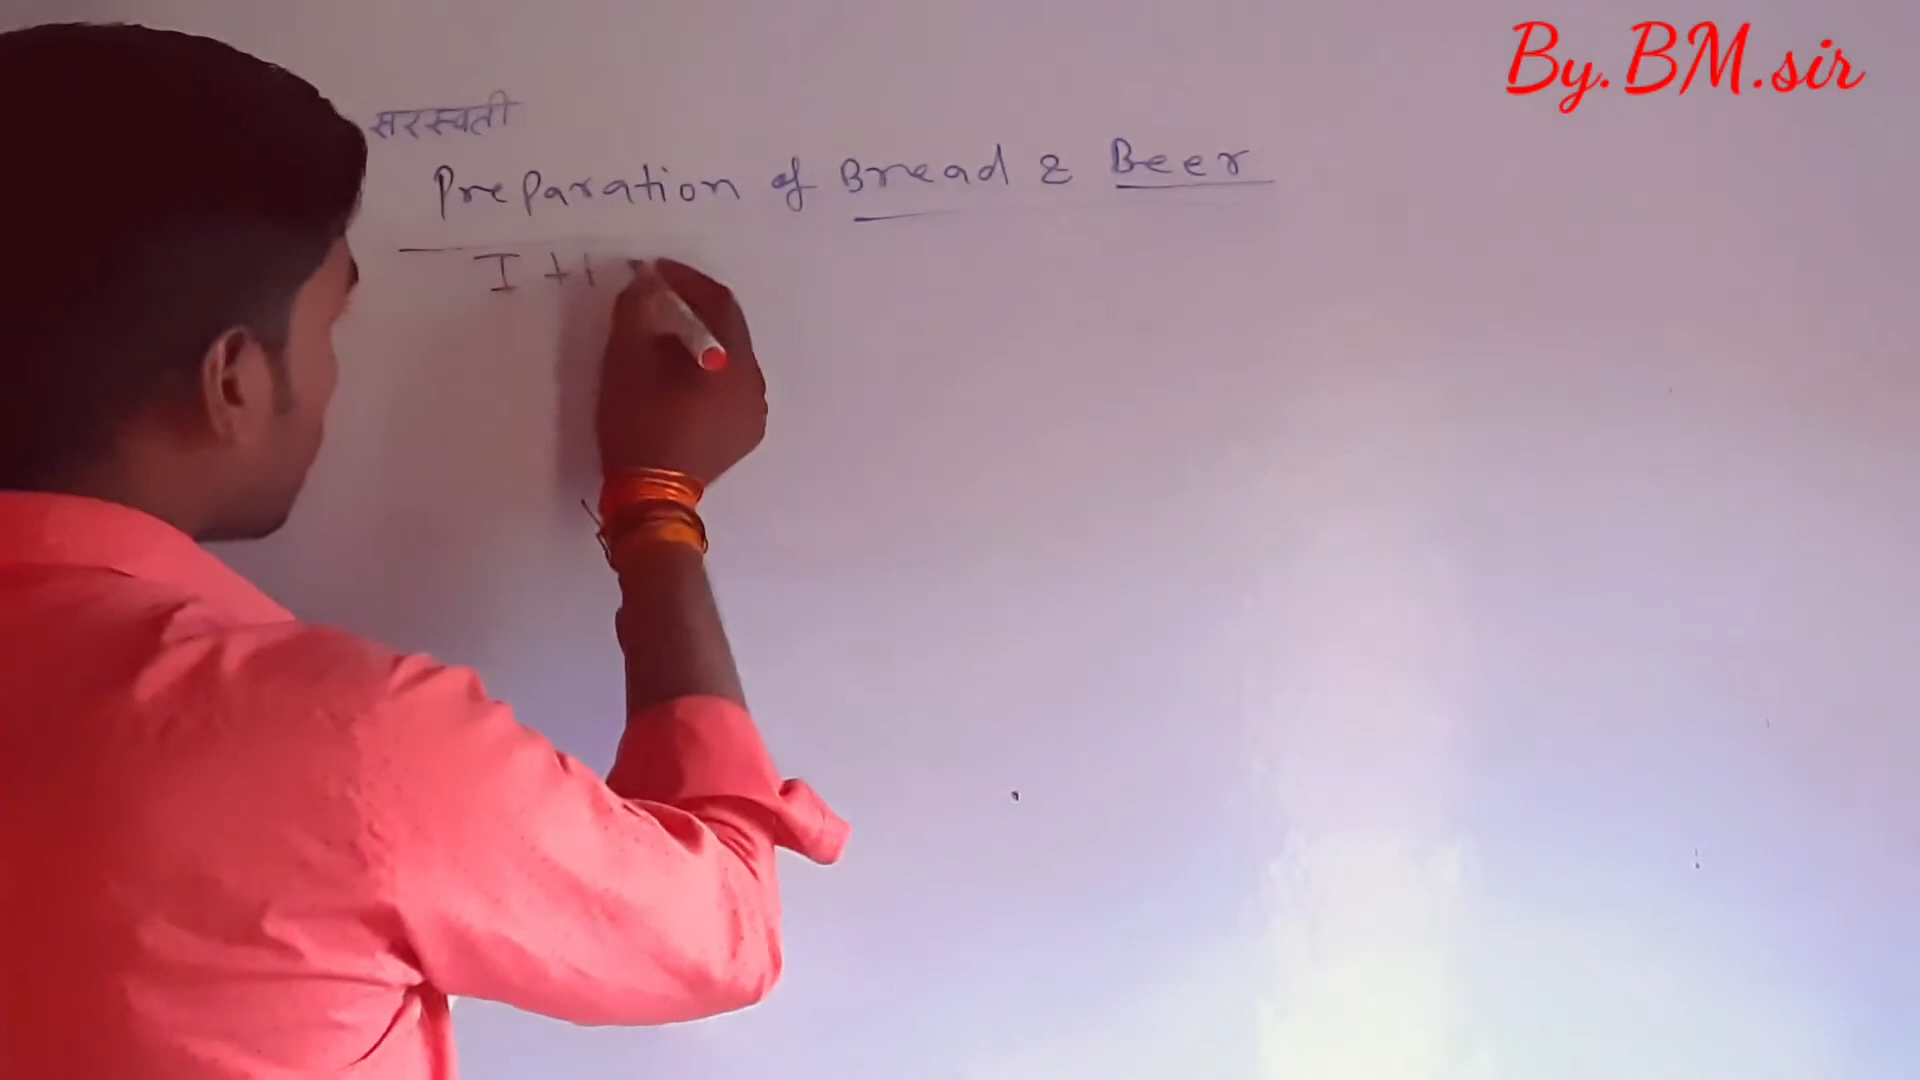 By. BM. sir
सरस्वती
Preparation of Bread & Beer
I